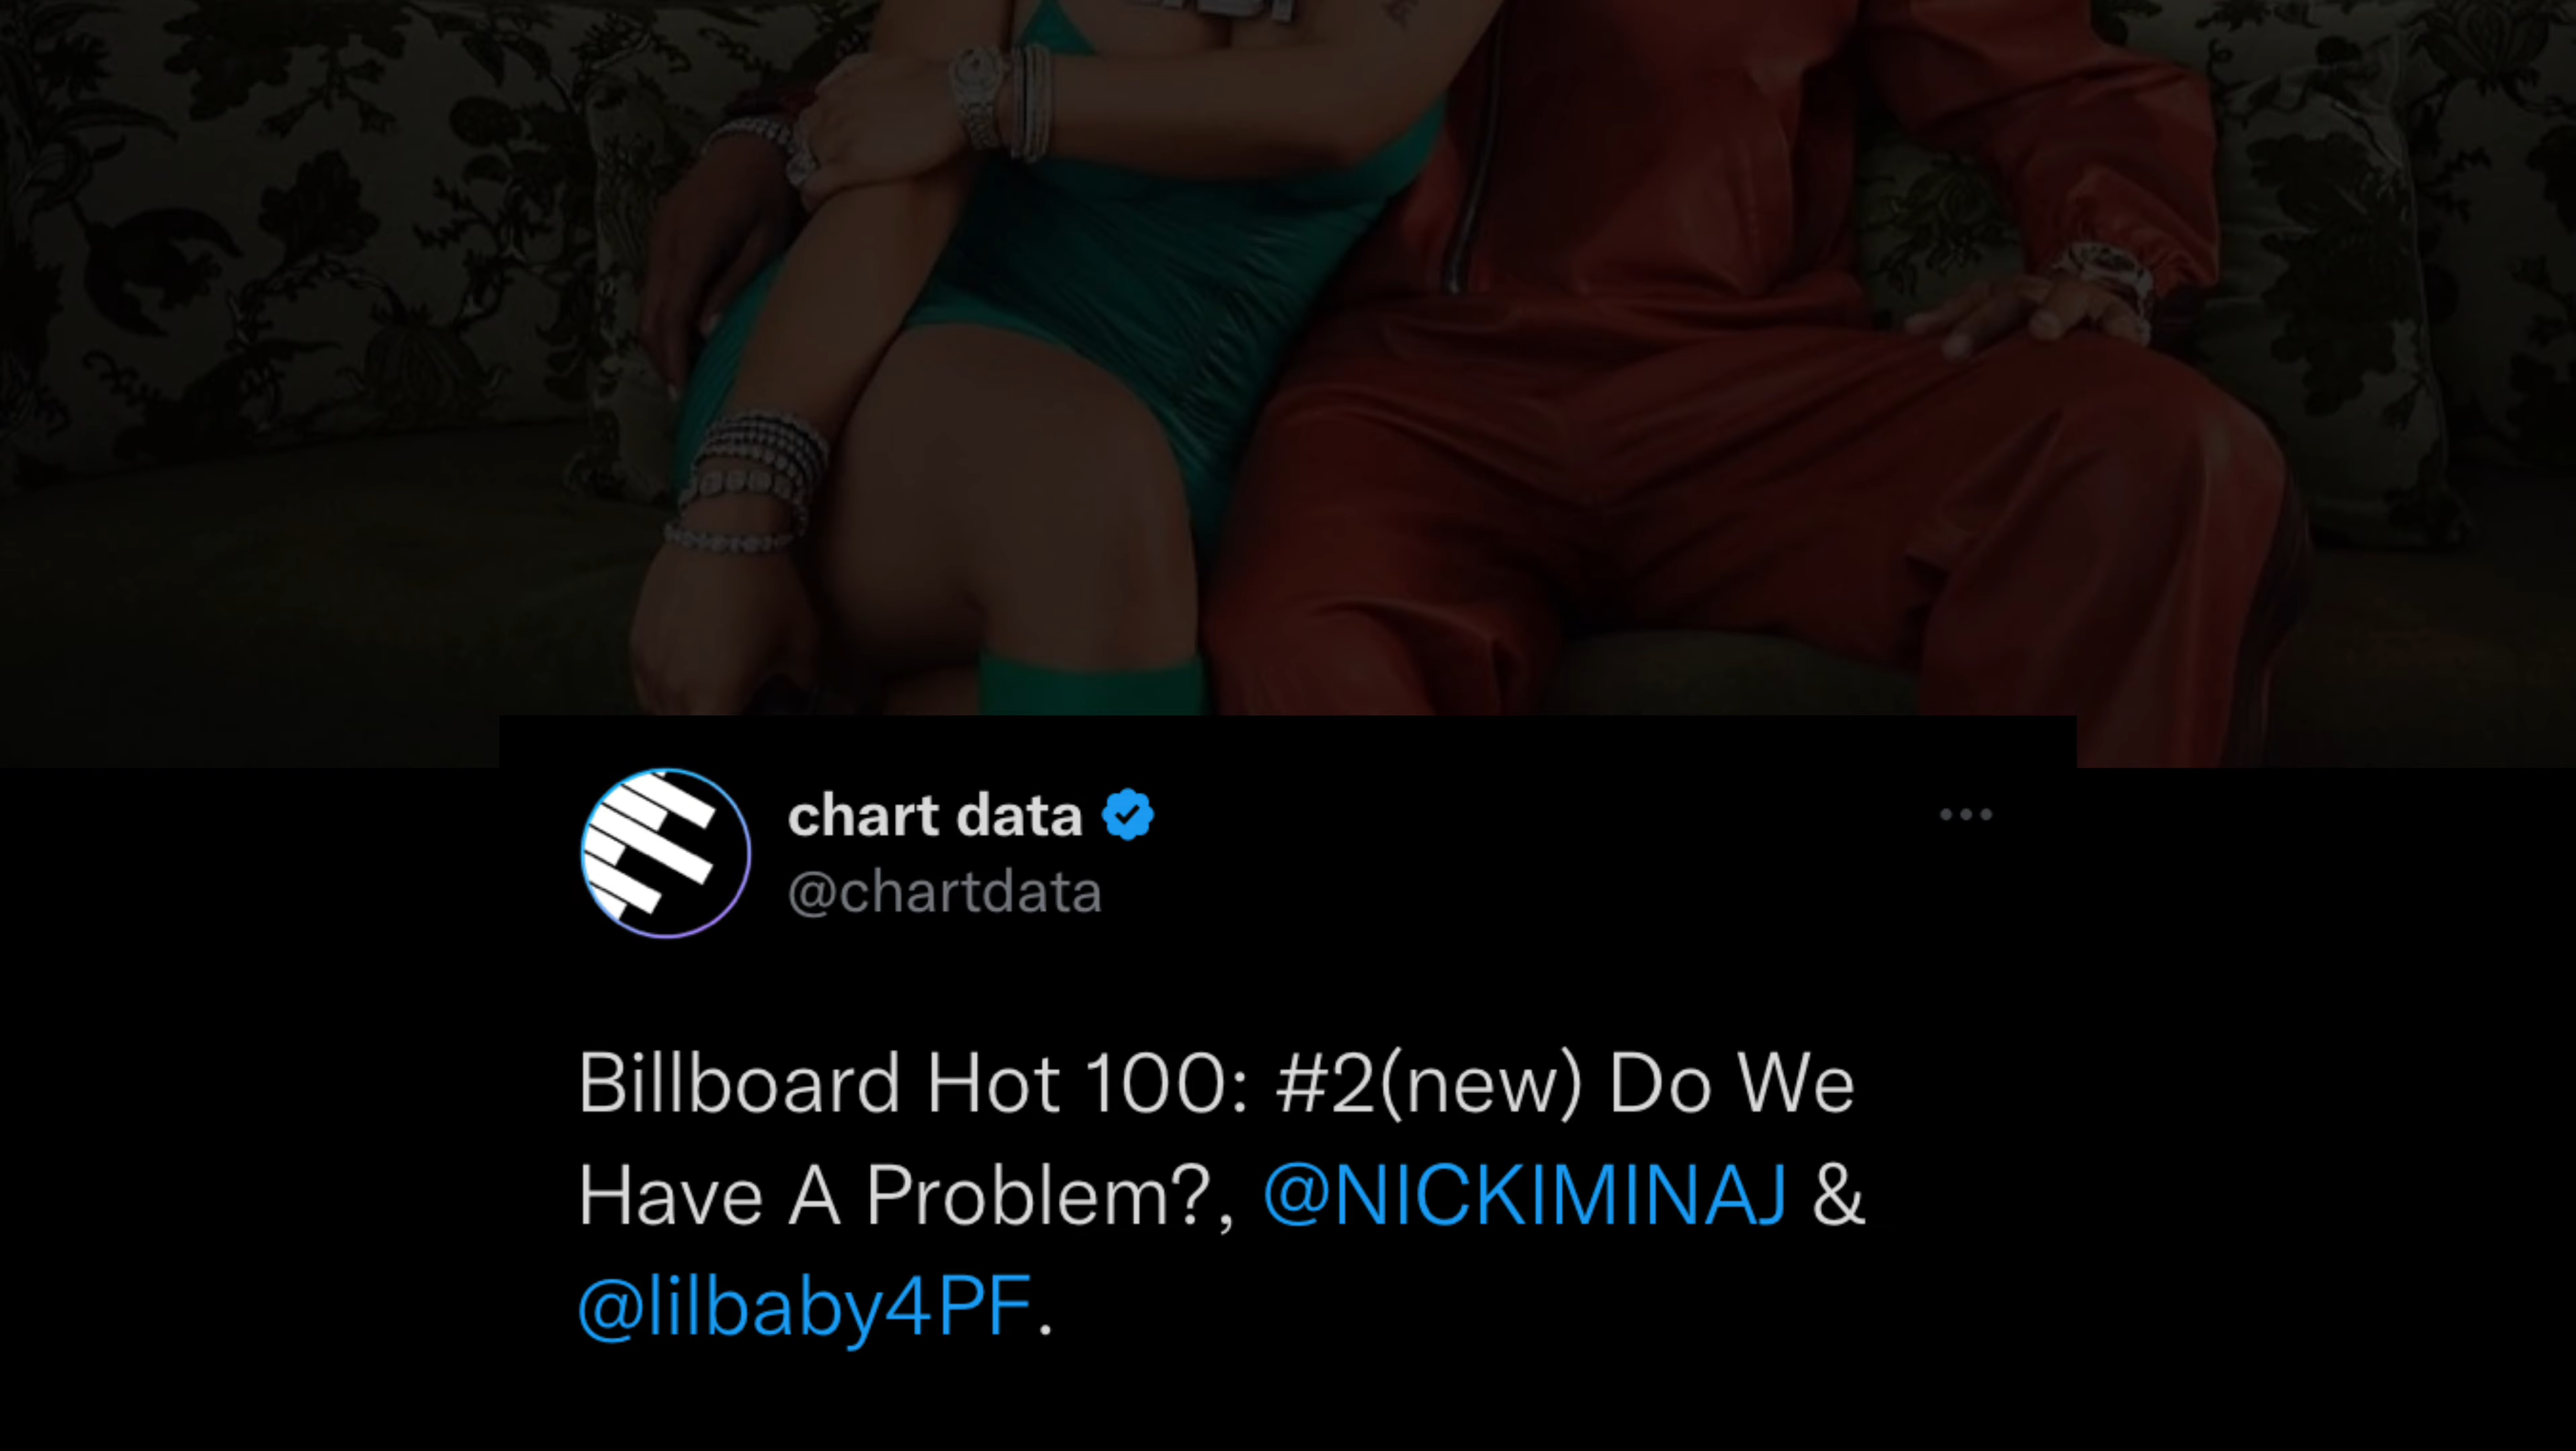 chart data
@chartdata
Billboard Hot 100: #2(new) Do We
Have A Problem?, @NICKIMINAJ &
@lilbaby4PF.